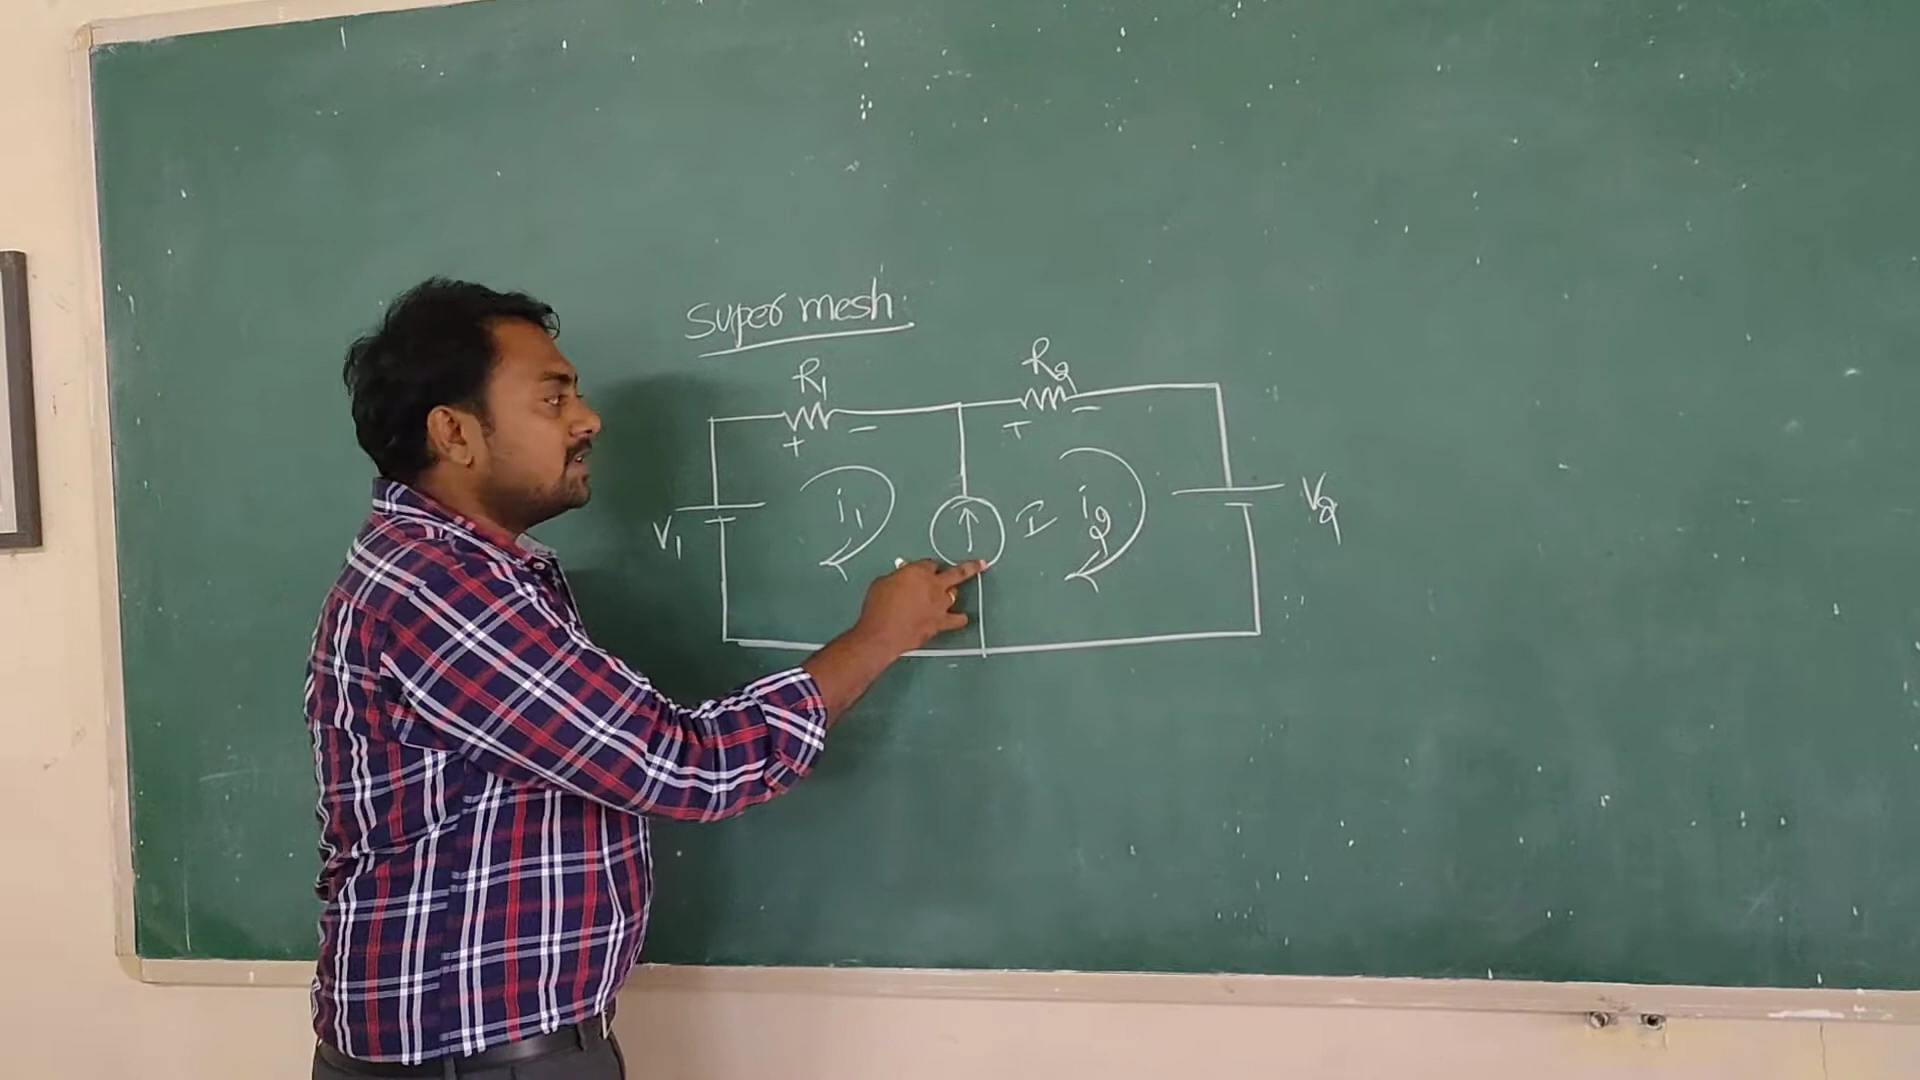 Super mesh
R1
R2
+ -
+ -
V1
i1
I
i2
V2